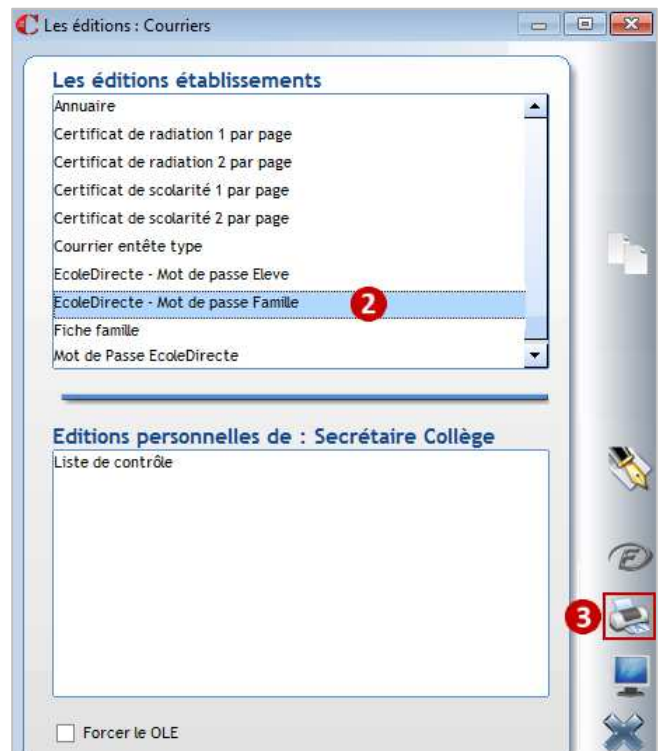 Les éditions : Courriers
Les éditions établissements
Annuaire
Certificat de radiation 1 par page
Certificat de radiation 2 par page
Certificat de scolarité 1 par page
Certificat de scolarité 2 par page
Courrier entête type
EcoleDirecte - Mot de passe Eleve
EcoleDirecte - Mot de passe Famille 2
Fiche famille
Mot de Passe EcoleDirecte
Editions personnelles de : Secrétaire Collège
Liste de contrôle
F
3
Forcer le OLE